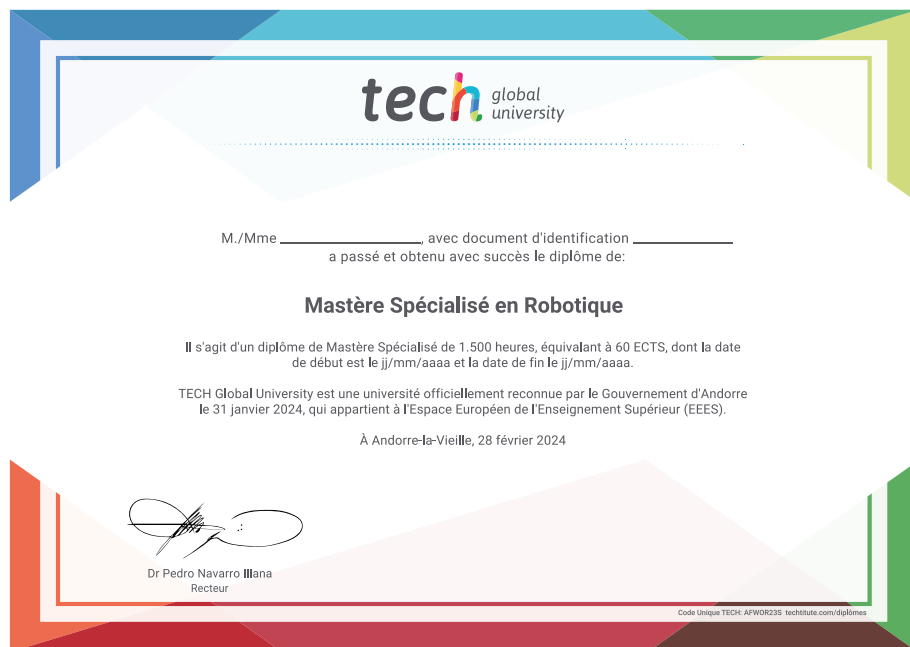 tech global
university
M./Mme ____________, avec document d'identification ____________
a passé et obtenu avec succès le diplôme de:
Mastère Spécialisé en Robotique
Il s'agit d'un diplôme de Mastère Spécialisé de 1.500 heures, équivalant à 60 ECTS, dont la date
de début est le jj/mm/aaaa et la date de fin le jj/mm/aaaa.
TECH Global University est une université officiellement reconnue par le Gouvernement d'Andorre
le 31 janvier 2024, qui appartient à l'Espace Européen de l'Enseignement Supérieur (EEES).
À Andorre-la-Vieille, 28 février 2024
Dr Pedro Navarro Illana
Recteur
Code Unique TECH: AFWOR23S techtitute.com/diplômes